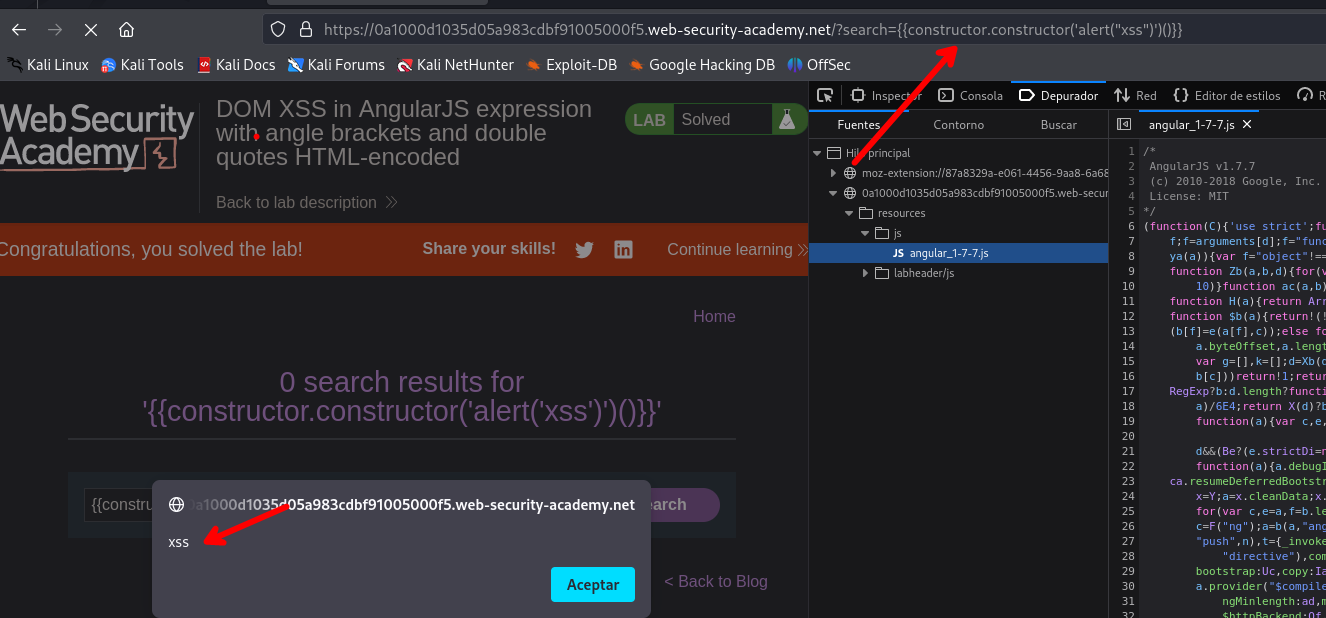 https://0a1000d1035d05a983cdbf91005000f5.web-security-academy.net/?search={{constructor.constructor('alert("xss")')()}}
Kali Linux Kali Tools Kali Docs Kali Forums Kali NetHunter Exploit-DB Google Hacking DB OffSec
WebSecurity
Academy
DOM XSS in AngularJS expression
with angle brackets and double
quotes HTML-encoded
LAB Solved
Back to lab description
Congratulations, you solved the lab!
Share your skills!
Continue learning
Home
0 search results for
'{{constructor.constructor('alert('xss')')()}}'
{{constru
earch
0a1000d1035d05a983cdbf91005000f5.web-security-academy.net
xss
Aceptar
< Back to Blog
Inspector Consola Depurador Red Editor de estilos
Fuentes Contorno Buscar
principal
moz-extension://87a8329a-e061-4456-9aa8-6a68
0a1000d1035d05a983cdbf91005000f5.web-secur
resources
js
JS angular_1-7-7.js
labheader/js
angular_1-7-7.js
1 /*
2 AngularJS v1.7.7
3 (c) 2010-2018 Google, Inc.
4 License: MIT
5 */
6 (function(C){'use strict';fu
7 f;f=arguments[d];f="func
8 ya(a)){var f="object"!==
9 function Zb(a,b,d){for(v
10 10)}function ac(a,b)
11 function H(a){return Arr
12 function $b(a){return!(!
13 (b[f]=e(a[f],c));else fo
14 a.byteOffset,a.lengt
15 var g=[],k=[];d=Xb(d
16 b[c]))return!1;retur
17 RegExp?b:d.length?functi
18 a)/6E4;return X(d)?b
19 function(a){var c,e,
20
21 d&&(Be?(e.strictDi=n
22 function(a){a.debugI
23 ca.resumeDeferredBootstr
24 x=Y;a=x.cleanData;x.
25 for(var c,e=a,f=b.le
26 c=F("ng");a=b(a,"ang
27 "push",n),t={_invoke
28 "directive"),com
29 bootstrap:Uc,copy:Ia
30 a.provider("$compile
31 ngMinlength:ad,m
32 $httpBackend:Of